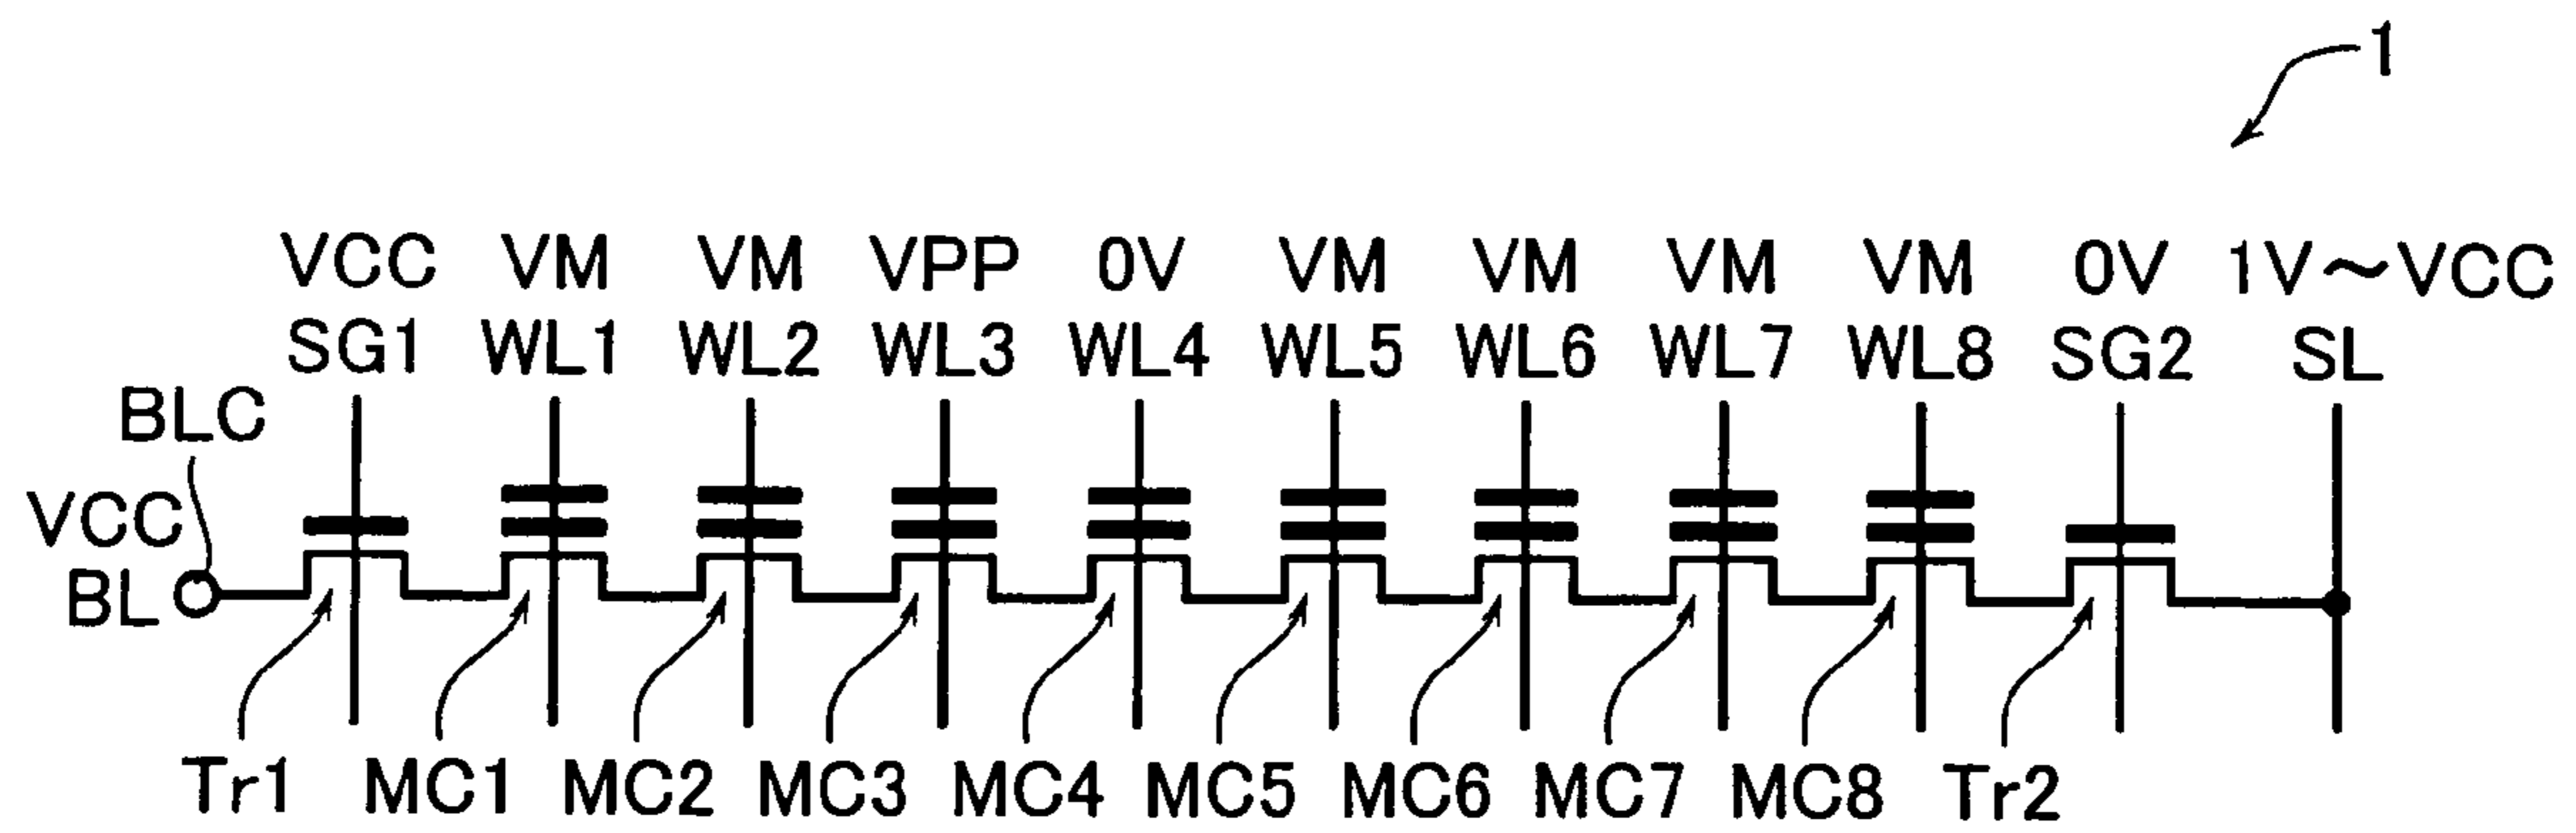 1
VCC VM VM VPP 0V VM VM VM VM 0V 1V~VCC
SG1 WL1 WL2 WL3 WL4 WL5 WL6 WL7 WL8 SG2 SL
BLC
VCC
BL
Tr1 MC1 MC2 MC3 MC4 MC5 MC6 MC7 MC8 Tr2